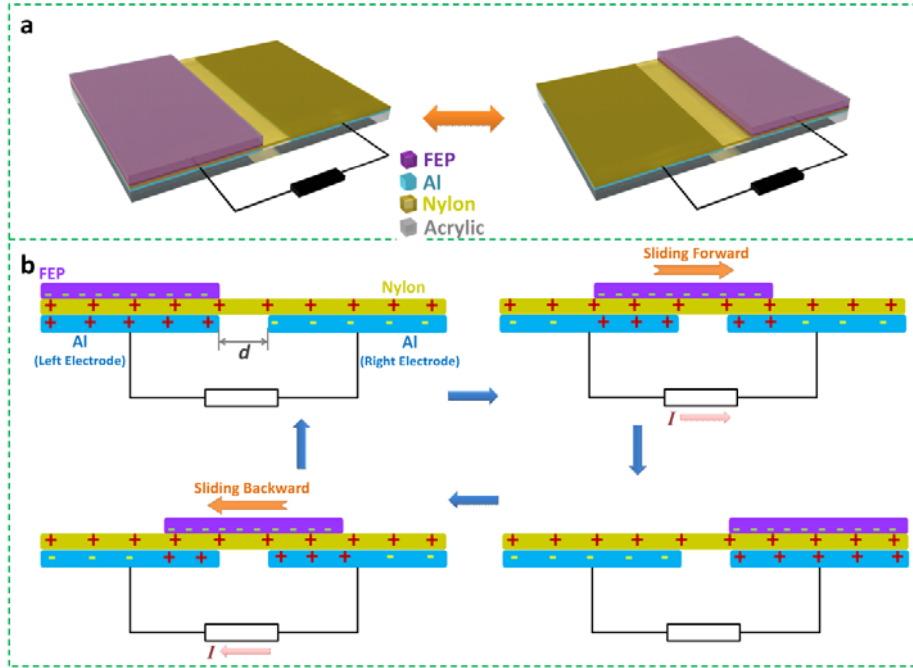 a
FEP
Al
Nylon
Acrylic
b
FEP
Nylon
Al
(Left Electrode)
d
Al
(Right Electrode)
Sliding Forward
I
Sliding Backward
I